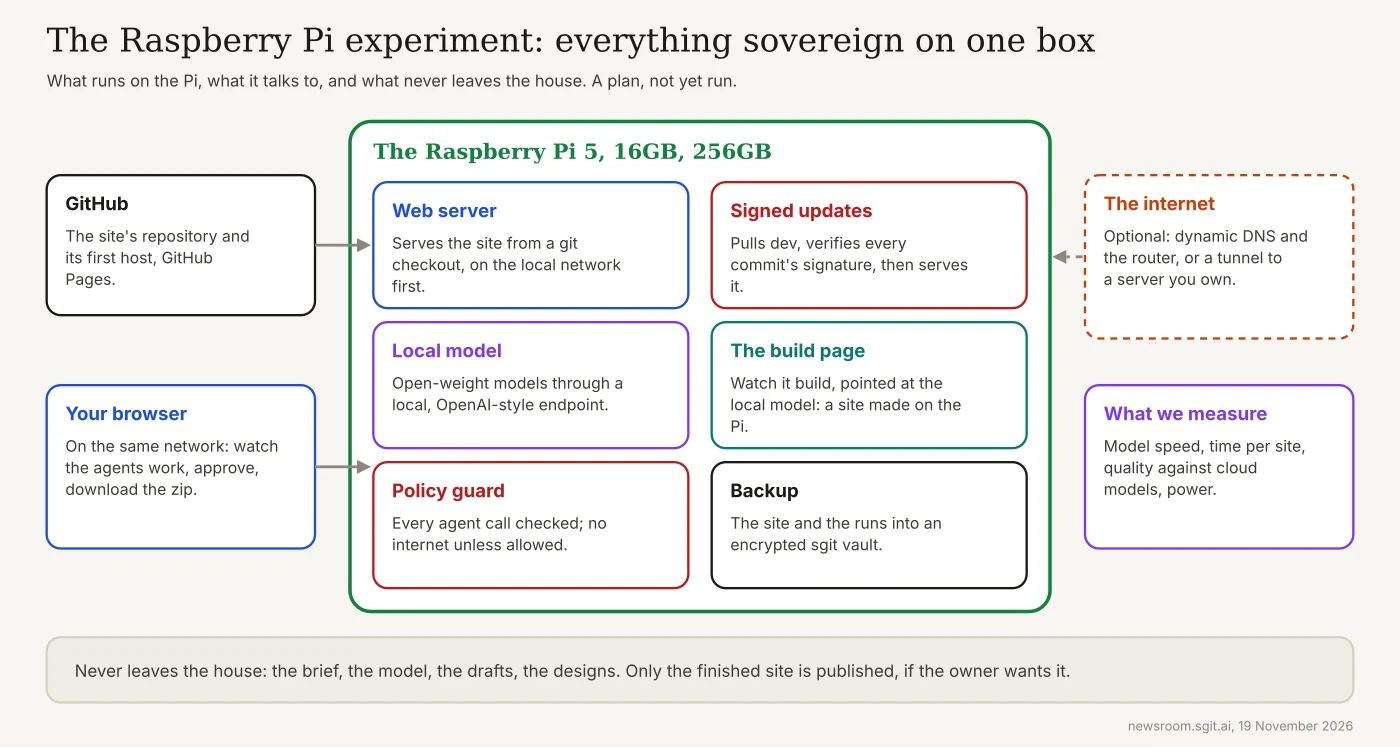 The Raspberry Pi experiment: everything sovereign on one box
What runs on the Pi, what it talks to, and what never leaves the house. A plan, not yet run.
GitHub
The site's repository and
its first host, GitHub
Pages.
Your browser
On the same network: watch
the agents work, approve,
download the zip.
The Raspberry Pi 5, 16GB, 256GB
Web server
Serves the site from a git
checkout, on the local network
first.
Signed updates
Pulls dev, verifies every
commit's signature, then serves
it.
Local model
Open-weight models through a
local, OpenAI-style endpoint.
The build page
Watch it build, pointed at the
local model: a site made on the
Pi.
Policy guard
Every agent call checked; no
internet unless allowed.
Backup
The site and the runs into an
encrypted sgit vault.
The internet
Optional: dynamic DNS and
the router, or a tunnel to
a server you own.
What we measure
Model speed, time per site,
quality against cloud
models, power.
Never leaves the house: the brief, the model, the drafts, the designs. Only the finished site is published, if the owner wants it.
newsroom.sgit.ai, 19 November 2026